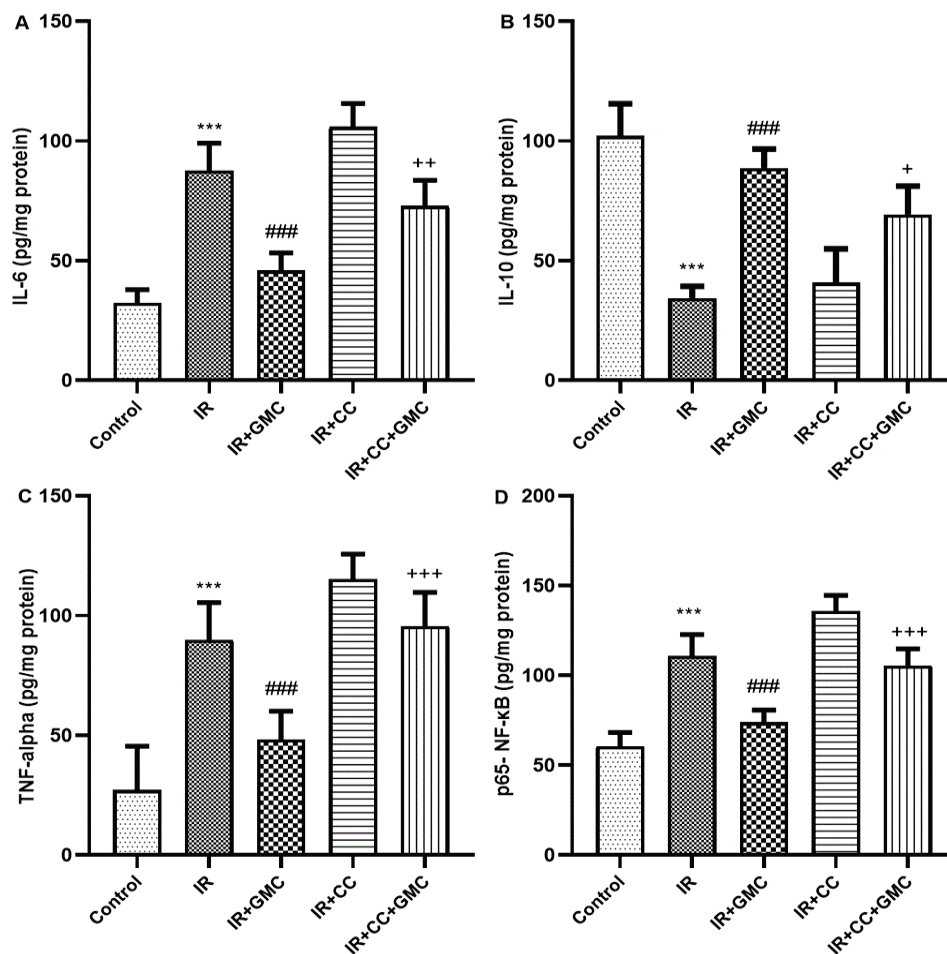 A
IL-6 (pg/mg protein)
150
100
50
0
***
###
++
Control
IR
IR+GMC
IR+CC
IR+CC+GMC
B
IL-10 (pg/mg protein)
150
100
50
0
***
###
+
Control
IR
IR+GMC
IR+CC
IR+CC+GMC
C
TNF-alpha (pg/mg protein)
150
100
50
0
***
###
+++
Control
IR
IR+GMC
IR+CC
IR+CC+GMC
D
p65- NF-κB (pg/mg protein)
200
150
100
50
0
***
###
+++
Control
IR
IR+GMC
IR+CC
IR+CC+GMC